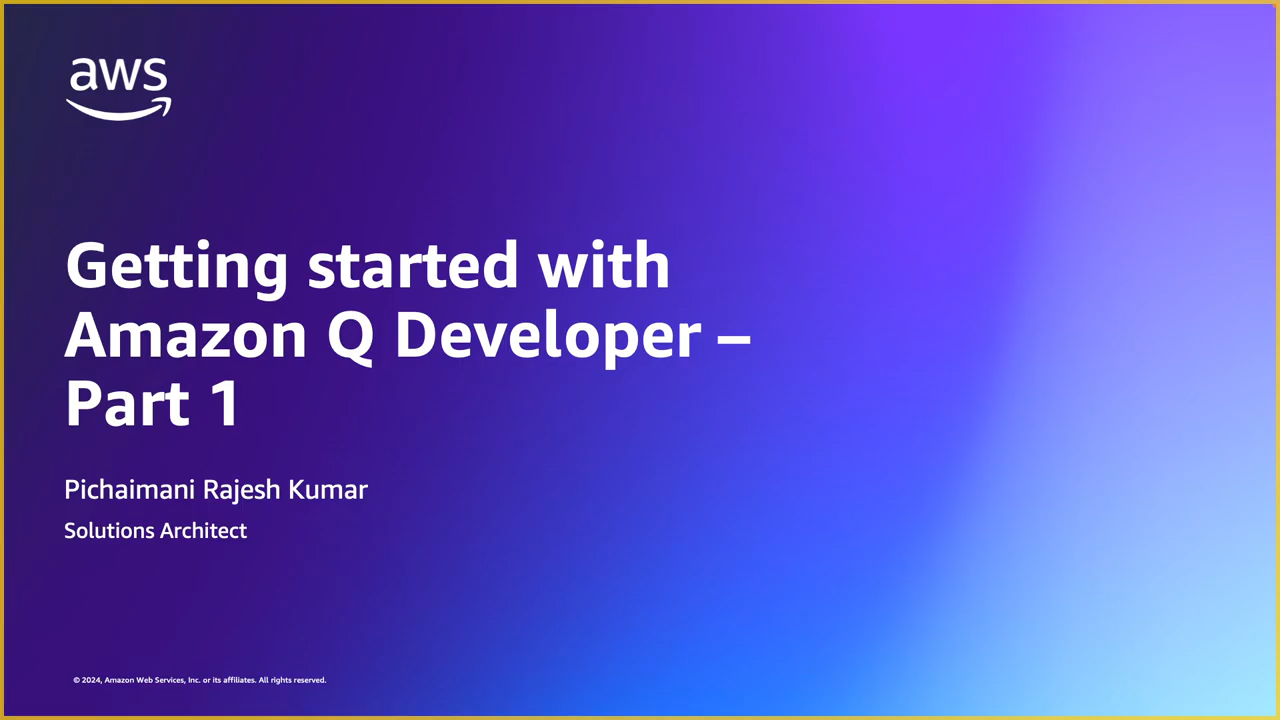 aws
Getting started with
Amazon Q Developer –
Part 1
Pichaimani Rajesh Kumar
Solutions Architect
© 2024, Amazon Web Services, Inc. or its affiliates. All rights reserved.